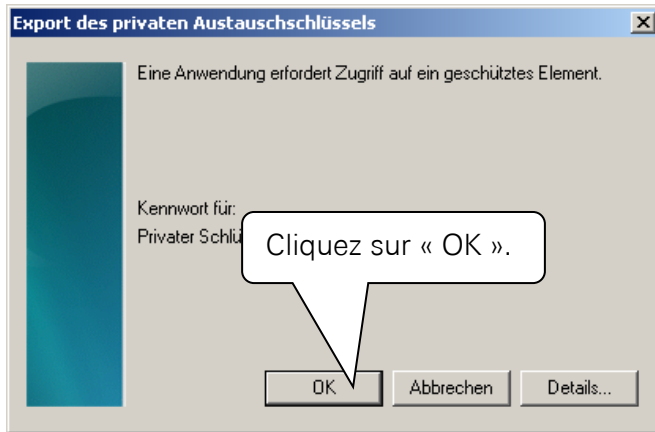 Export des privaten Austauschschlüssels
Eine Anwendung erfordert Zugriff auf ein geschütztes Element.
Kennwort für:
Privater
Cliquez sur « OK ».
OK
Abbrechen
Details...